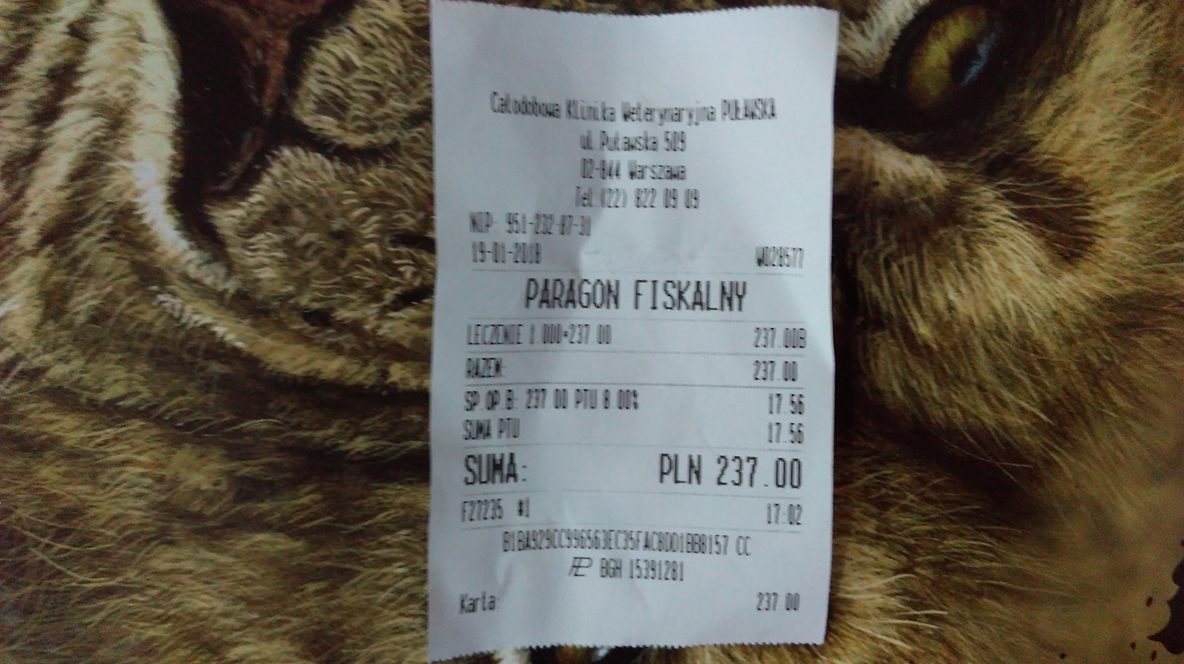 Całodobowa Klinika Weterynaryjna PUŁAWSKA
ul.Puławska 509
02-844 Warszawa
Tel:(22) 822 09 09
NIP: 951-232-87-31
19-01-2018 W028577
PARAGON FISKALNY
LECZENIE 1.000*237.00 237.00B
RAZEM: 237.00
SP.OP.B: 237.00 PTU 8.00% 17.56
SUMA PTU 17.56
SUMA: PLN 237.00
F27235 #1 17:02
B1BA929CC996563EC35FAC8DD1BB8157 CC
BGH 15391281
Karta: 237.00